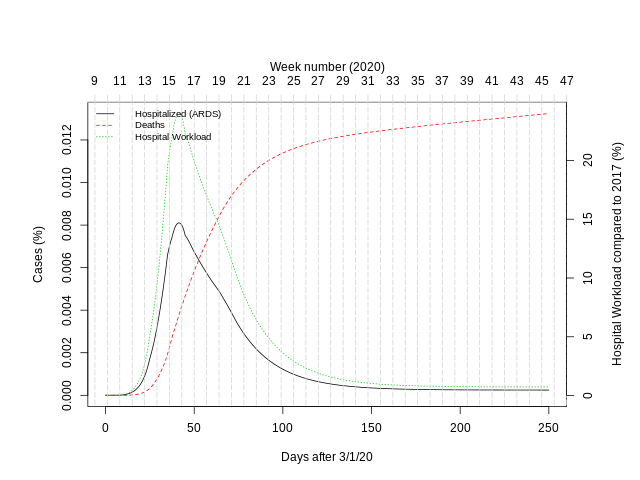 Week number (2020)
9 11 13 15 17 19 21 23 25 27 29 31 33 35 37 39 41 43 45 47
Hospitalized (ARDS)
Deaths
Hospital Workload
Cases (%)
0.000 0.002 0.004 0.006 0.008 0.010 0.012
Hospital Workload compared to 2017 (%)
0 5 10 15 20
0 50 100 150 200 250
Days after 3/1/20